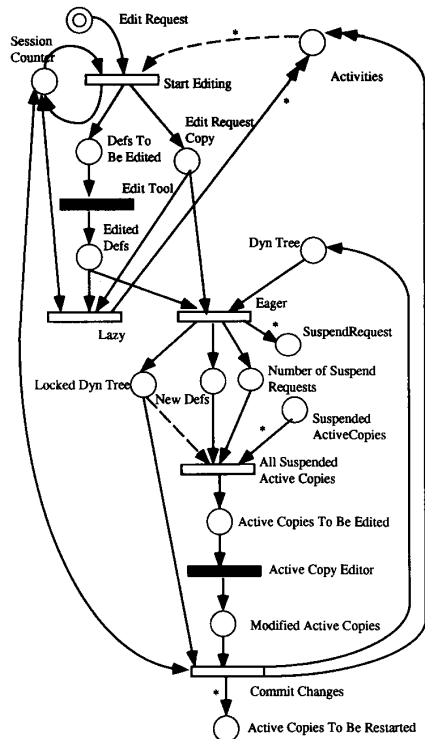 Edit Request
Session
Counter
*
Activities
Start Editing
*
Edit Request
Copy
Defs To
Be Edited
Edit Tool
Edited
Defs
Dyn Tree
Eager
Lazy
*
SuspendRequest
Locked Dyn Tree
New Defs
Number of Suspend
Requests
Suspended
ActiveCopies
*
All Suspended
Active Copies
Active Copies To Be Edited
Active Copy Editor
Modified Active Copies
Commit Changes
*
Active Copies To Be Restarted